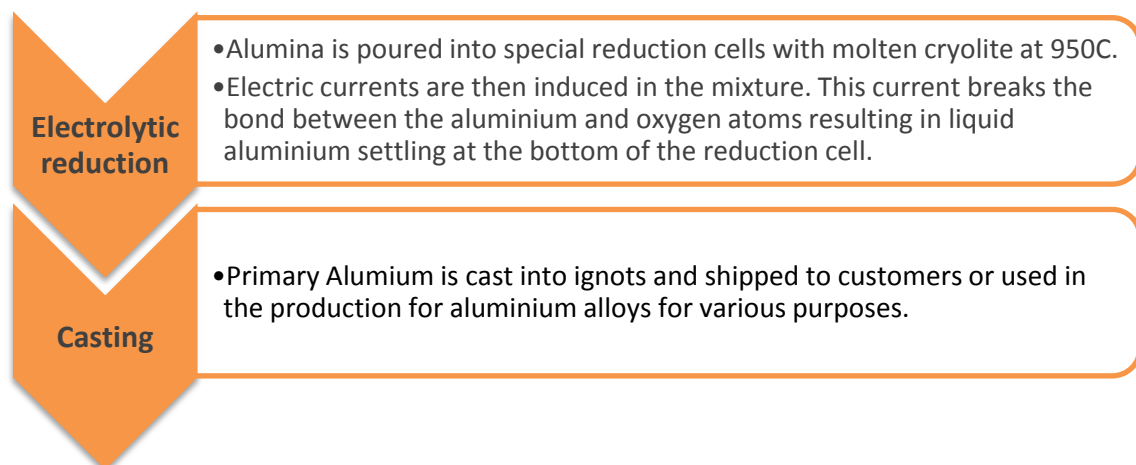 Electrolytic
reduction
•Alumina is poured into special reduction cells with molten cryolite at 950C.
•Electric currents are then induced in the mixture. This current breaks the
bond between the aluminium and oxygen atoms resulting in liquid
aluminium settling at the bottom of the reduction cell.
Casting
•Primary Alumium is cast into ignots and shipped to customers or used in
the production for aluminium alloys for various purposes.